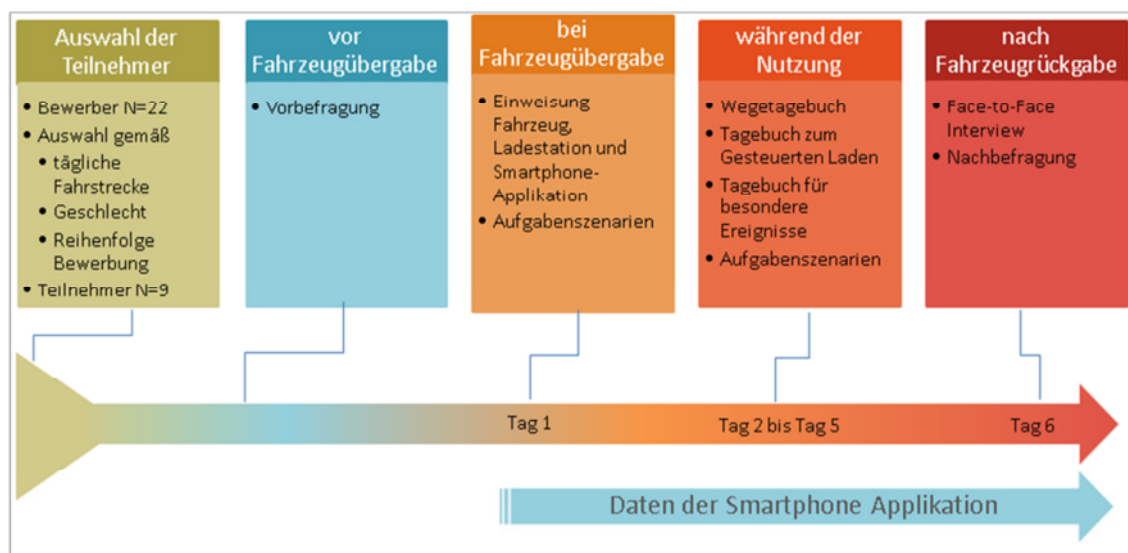 Auswahl der
Teilnehmer
• Bewerber N=22
• Auswahl gemäß
• tägliche
Fahrstrecke
• Geschlecht
• Reihenfolge
Bewerbung
• Teilnehmer N=9
vor
Fahrzeugübergabe
• Vorbefragung
bei
Fahrzeugübergabe
• Einweisung
Fahrzeug,
Ladestation und
Smartphone-
Applikation
• Aufgabenszenarien
während der
Nutzung
• Wegetagebuch
• Tagebuch zum
Gesteuerten Laden
• Tagebuch für
besondere
Ereignisse
• Aufgabenszenarien
nach
Fahrzeugrückgabe
• Face-to-Face
Interview
• Nachbefragung
Tag 1
Tag 2 bis Tag 5
Tag 6
Daten der Smartphone Applikation